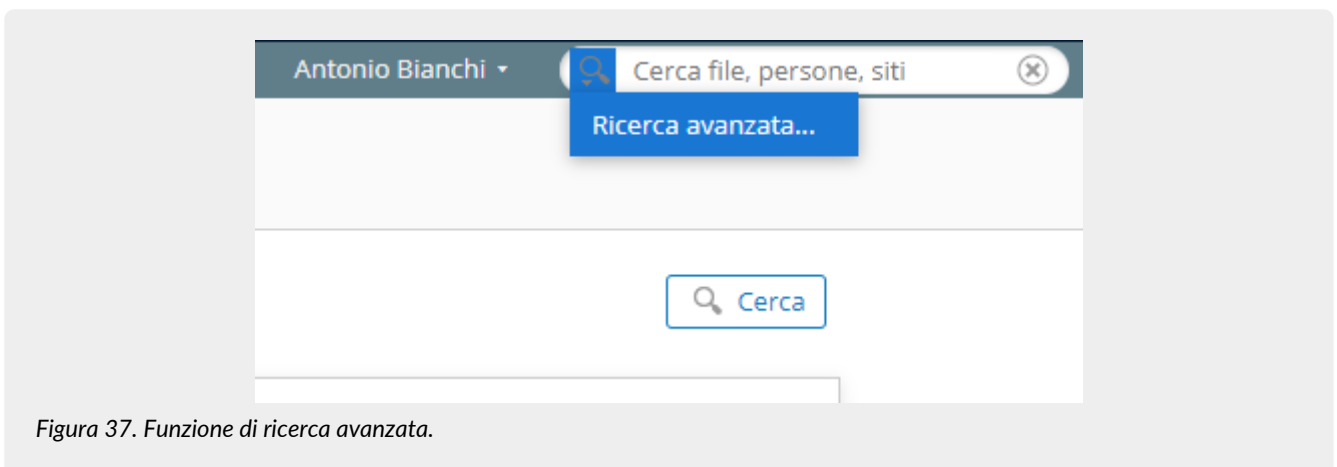 Antonio Bianchi
Cerca file, persone, siti
Ricerca avanzata...
Cerca
Figura 37. Funzione di ricerca avanzata.